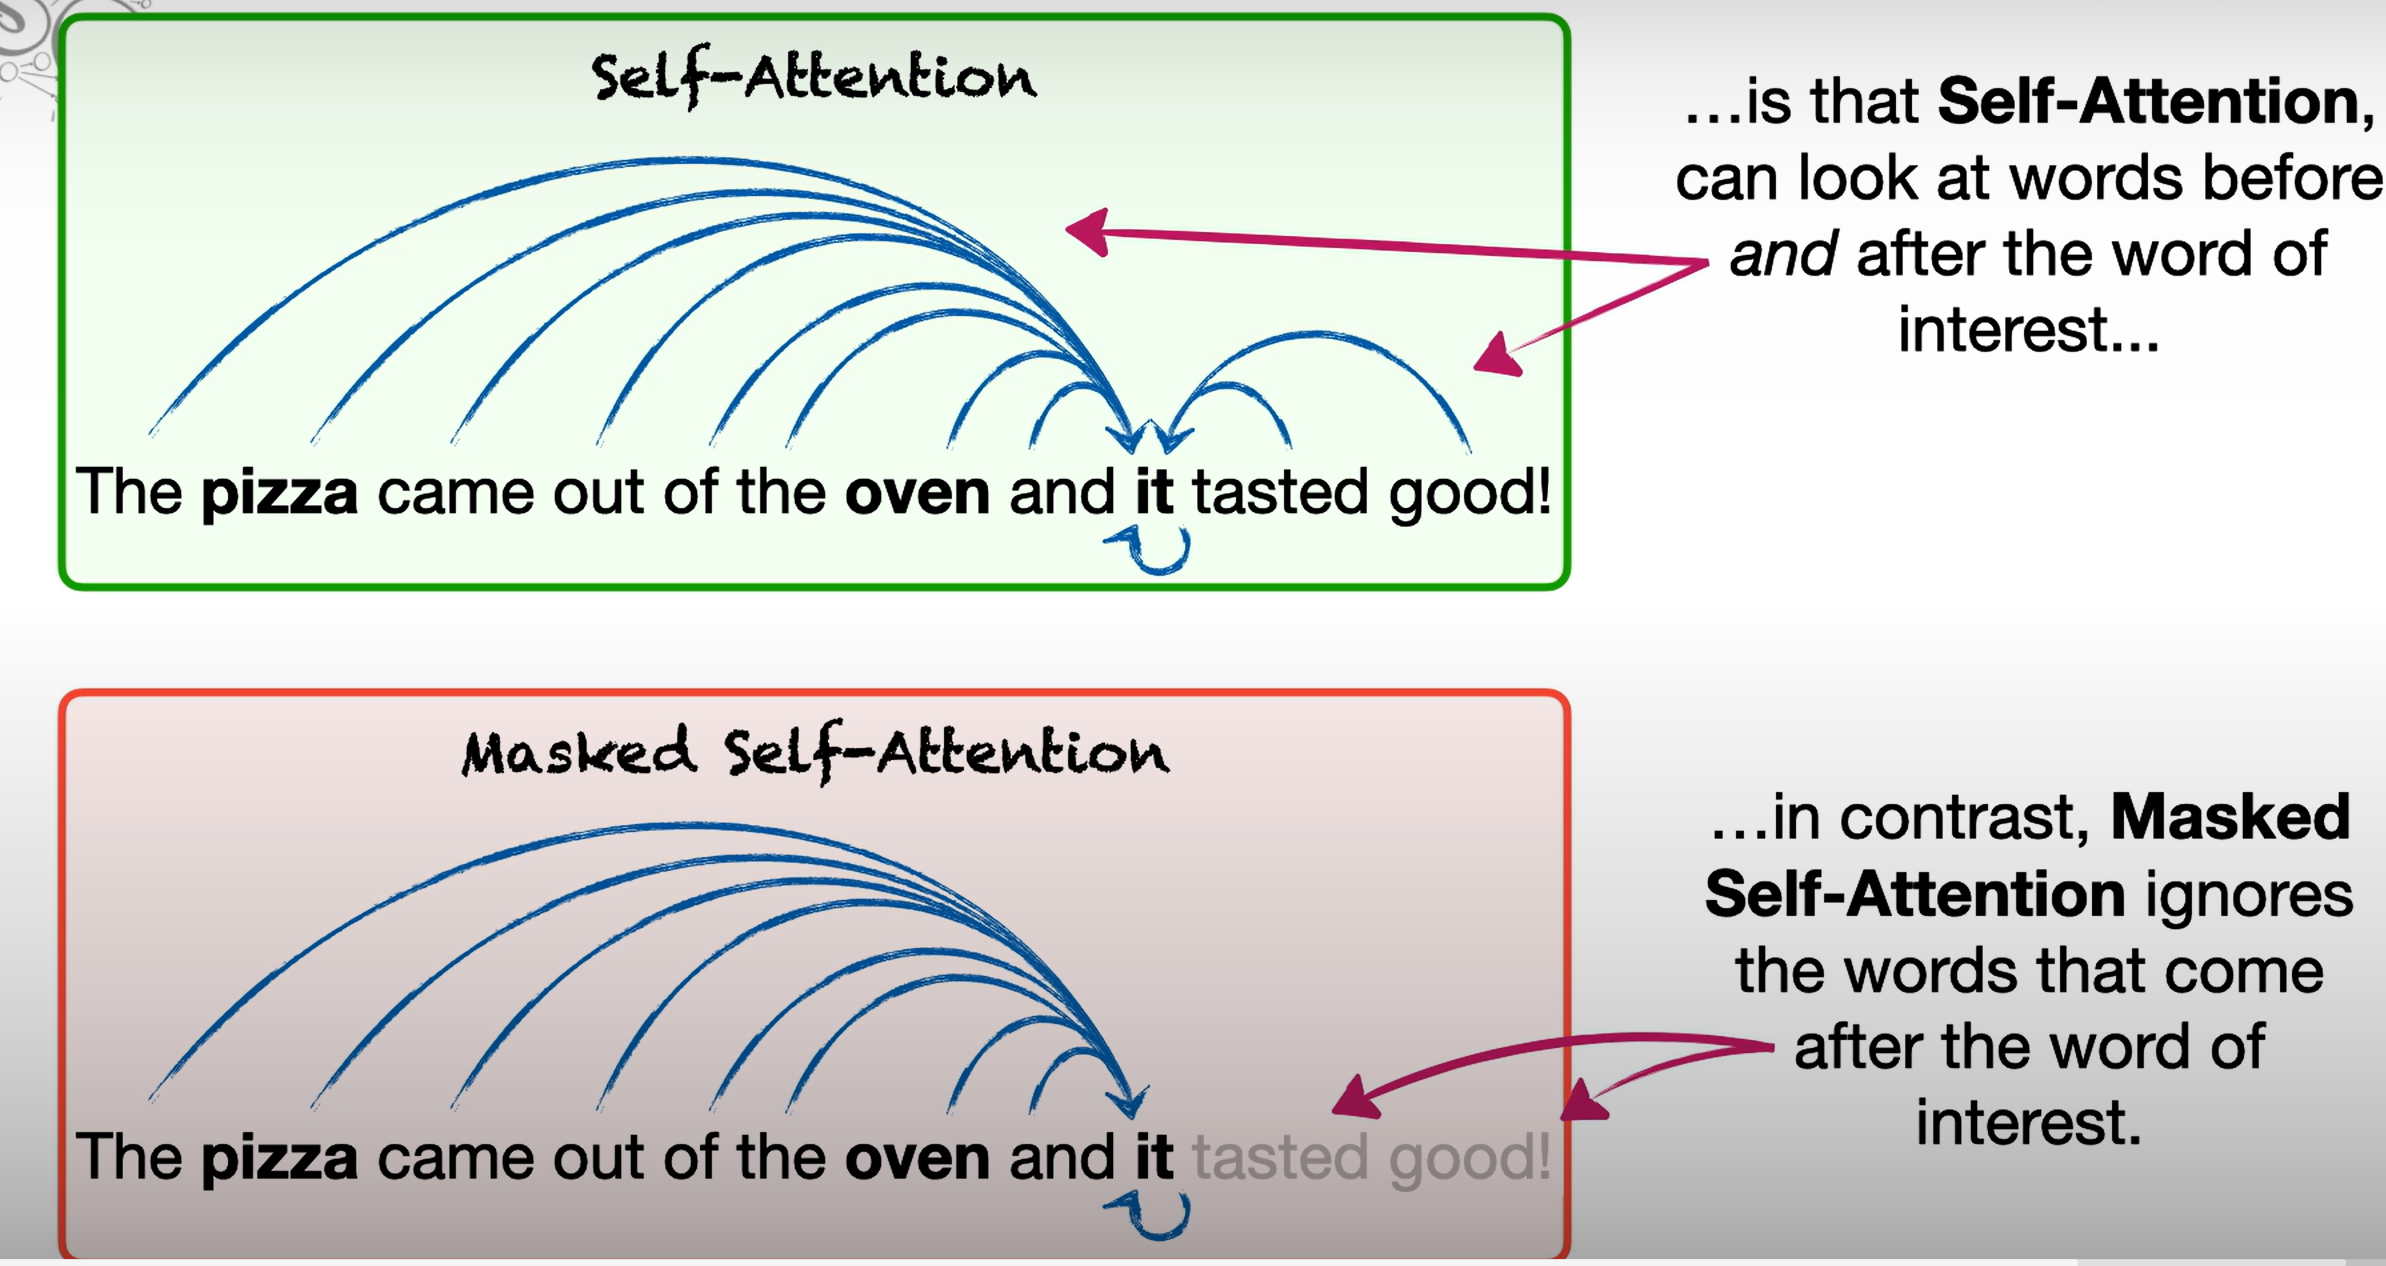 Self-Attention
The pizza came out of the oven and it tasted good!
…is that Self-Attention,
can look at words before
and after the word of
interest...
Masked Self-Attention
The pizza came out of the oven and it tasted good!
…in contrast, Masked
Self-Attention ignores
the words that come
after the word of
interest.